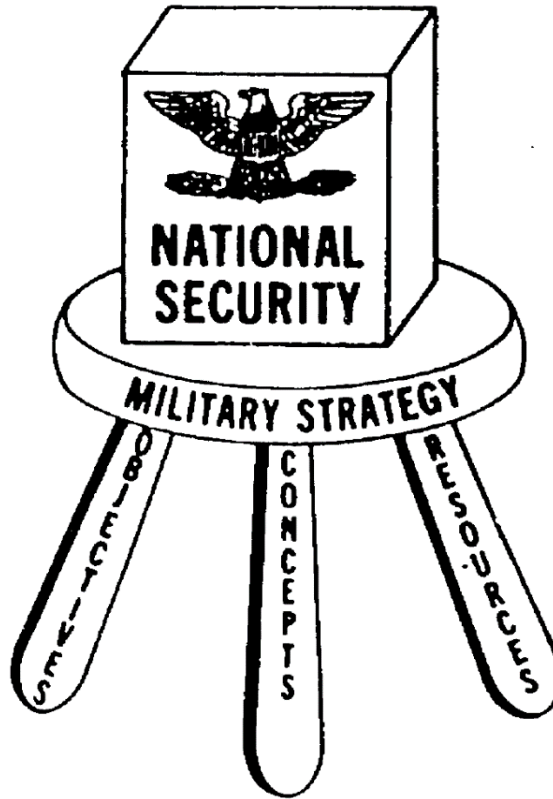 NATIONAL
SECURITY
MILITARY STRATEGY
OBJECTIVES
CONCEPTS
RESOURCES